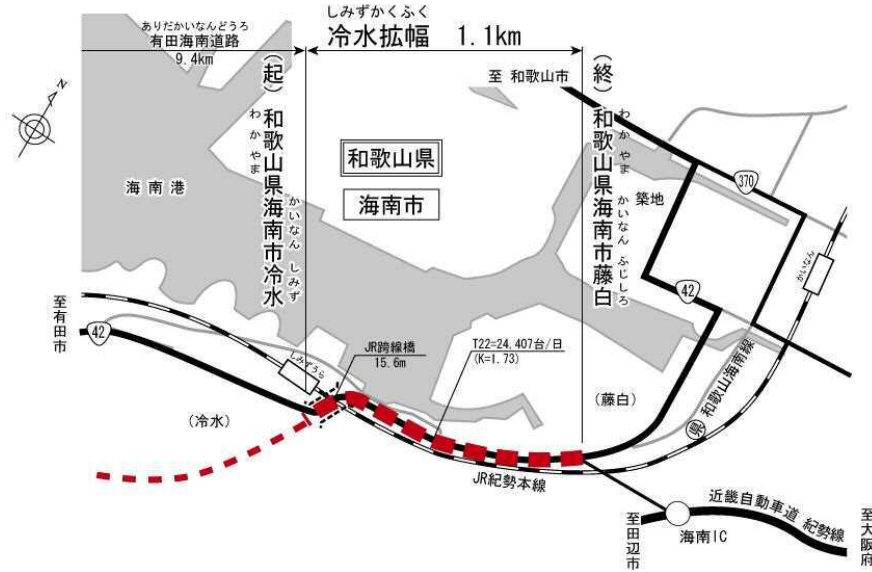 しみずかくふく
冷水拡幅　1.1km
ありだかいなんどうろ
有田海南道路
9.4km
N
至 和歌山市
(起)和歌山県海南市冷水
わかやま
かいなん しみず
(終)和歌山県海南市藤白
わかやま
かいなん ふじしろ
和歌山県
海南市
海南港
築地
370
かいなん
42
至有田市
42
しみずうら
JR跨線橋
15.6m
T22=24,407台/日
(K=1.73)
(冷水)
(藤白)
県 和歌山海南線
JR紀勢本線
近畿自動車道 紀勢線
海南IC
至田辺市
至大阪府